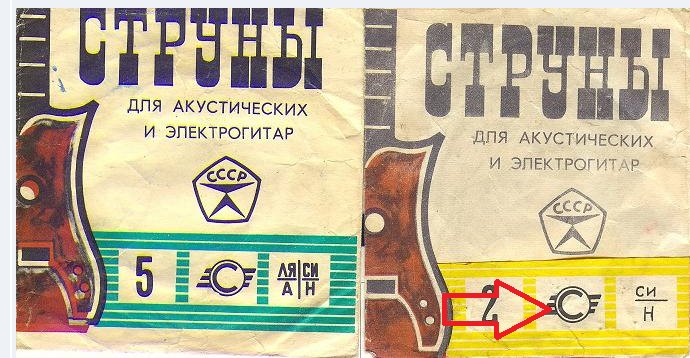 СТРУНЫ
ДЛЯ АКУСТИЧЕСКИХ
И ЭЛЕКТРОГИТАР
СССР
5
С
ЛЯ СИ
А Н
СТРУНЫ
ДЛЯ АКУСТИЧЕСКИХ
И ЭЛЕКТРОГИТАР
СССР
2
С
СИ
Н